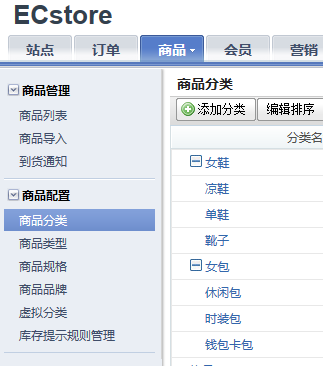 ECstore
站点 订单 商品 会员 营销
商品管理
商品列表
商品导入
到货通知
商品配置
商品分类
商品类型
商品规格
商品品牌
虚拟分类
库存提示规则管理
商品分类
添加分类 编辑排序
分类名
女鞋
凉鞋
单鞋
靴子
女包
休闲包
时装包
钱包卡包